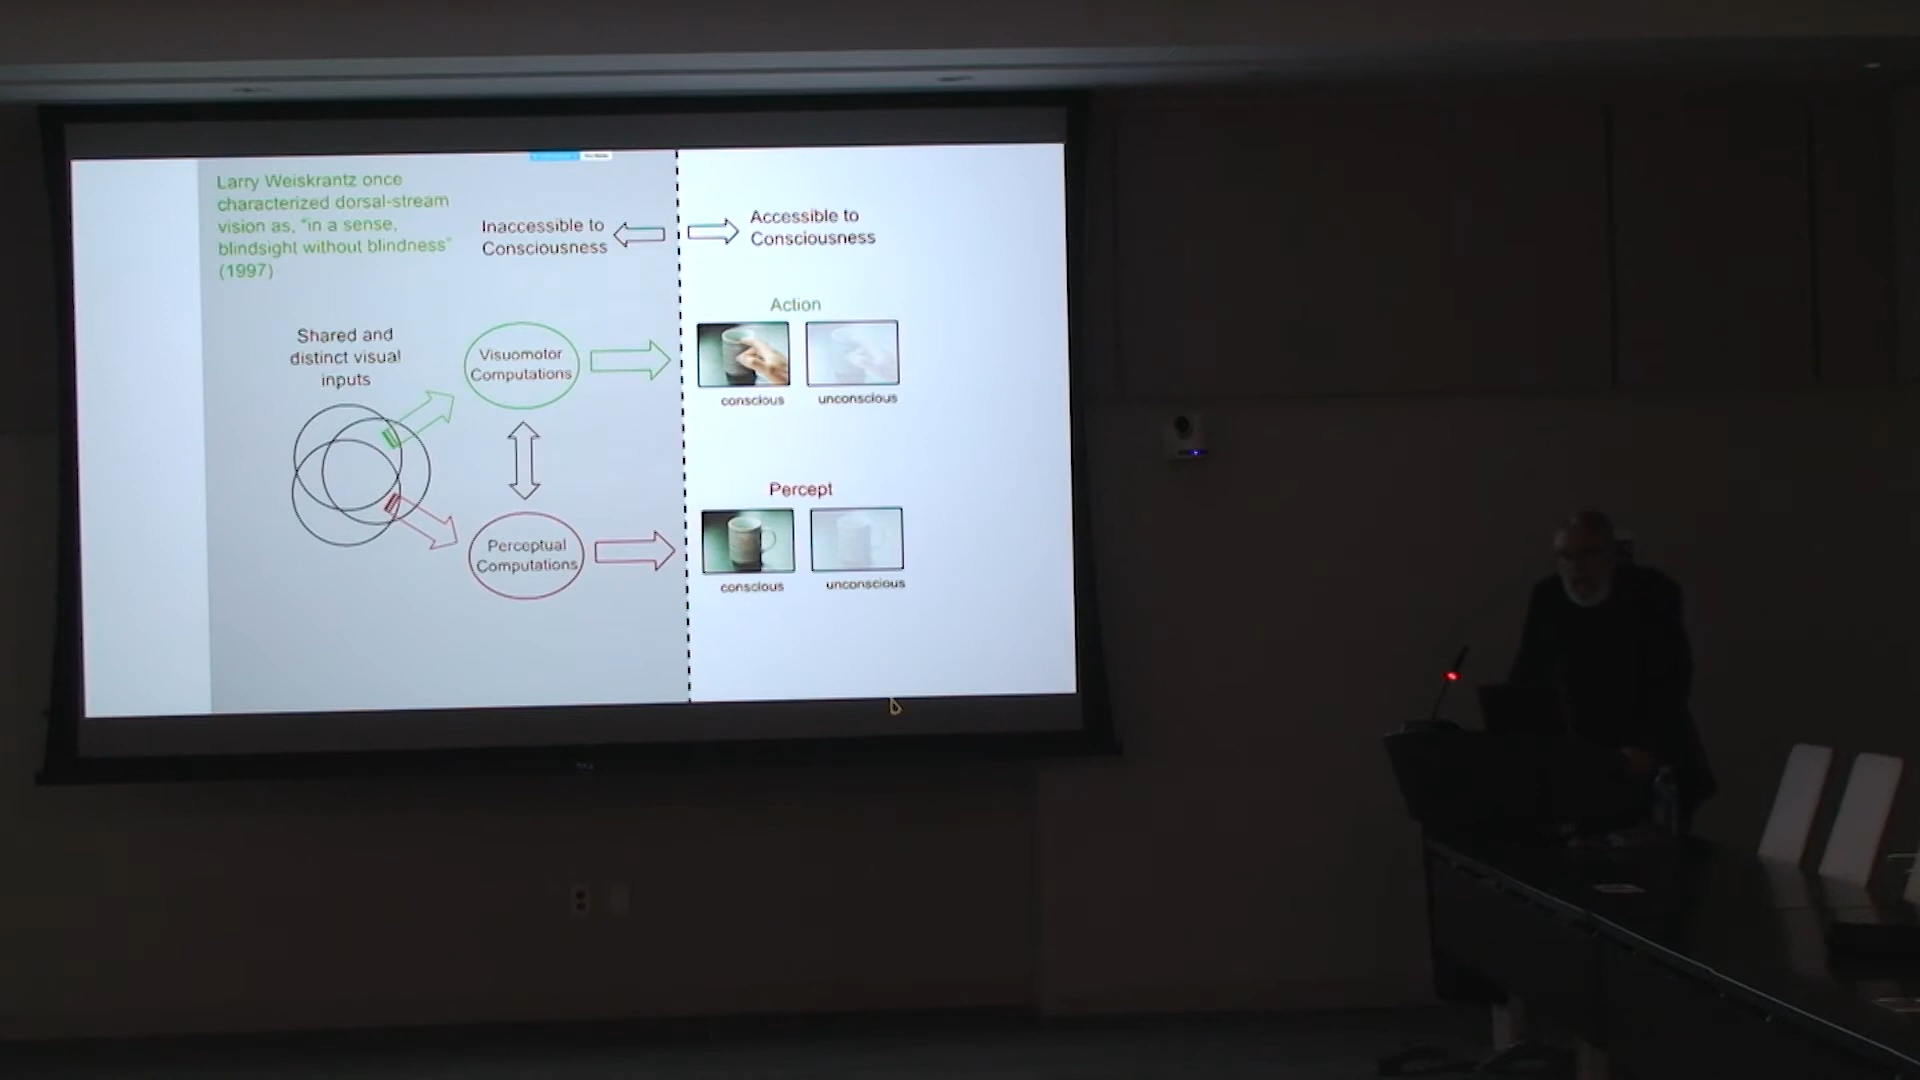 Larry Weiskrantz once
characterized dorsal-stream
vision as, "in a sense,
blindsight without blindness"
(1997)
Inaccessible to
Consciousness
Accessible to
Consciousness
Shared and
distinct visual
inputs
Visuomotor
Computations
Perceptual
Computations
Action
conscious
unconscious
Percept
conscious
unconscious